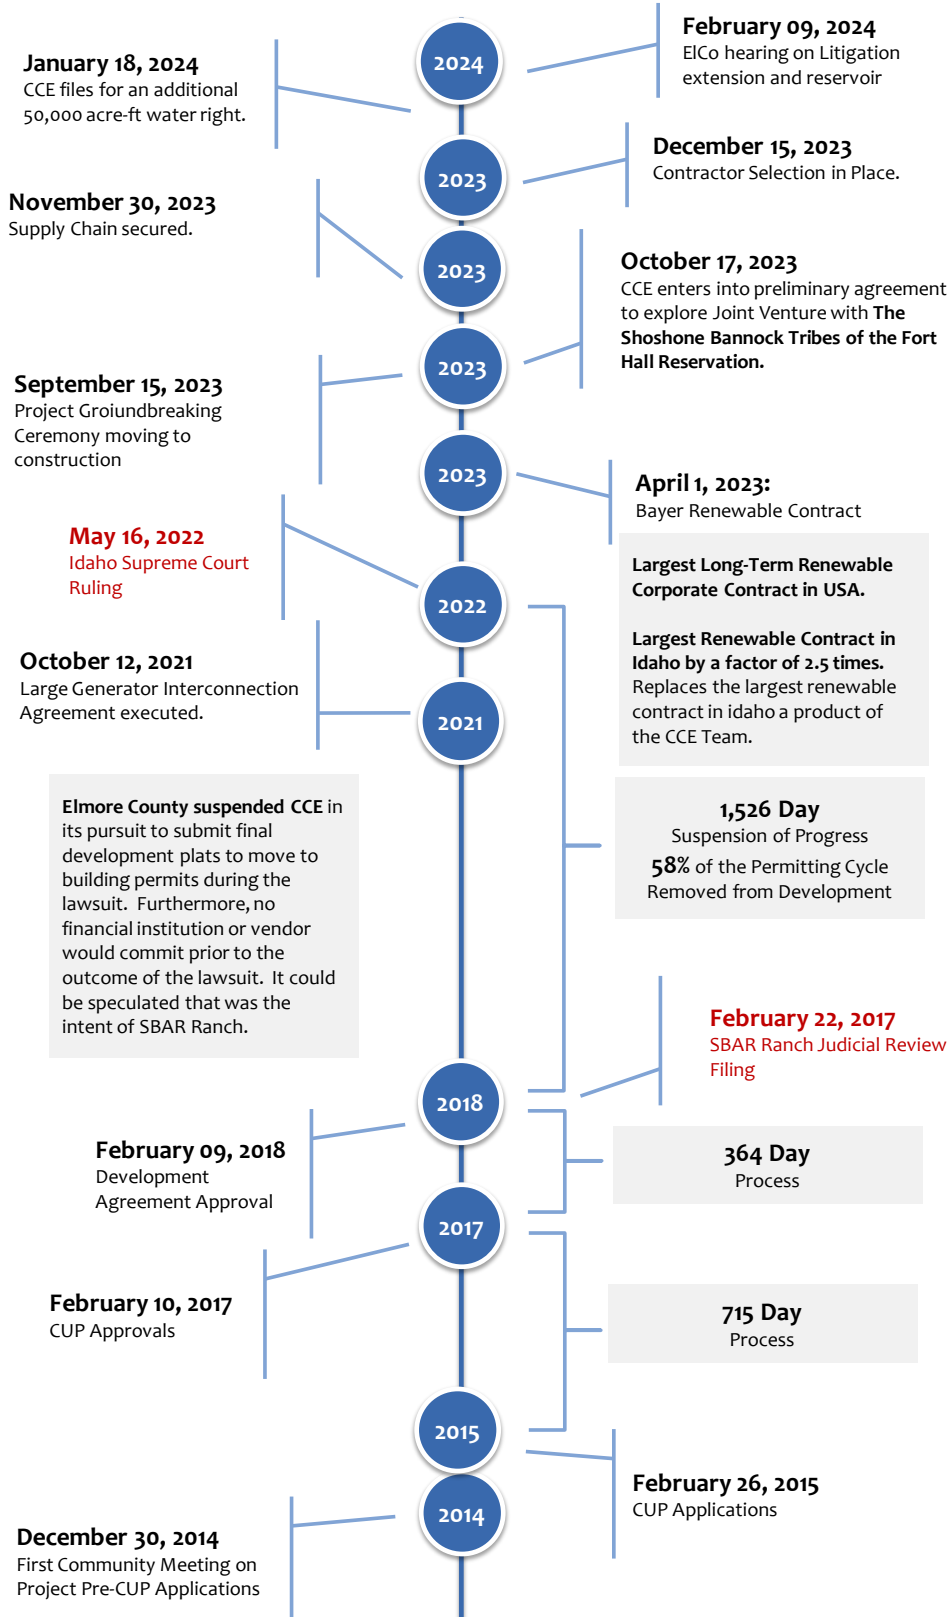 2024
February 09, 2024
ElCo hearing on Litigation
extension and reservoir
January 18, 2024
CCE files for an additional
50,000 acre-ft water right.
2023
December 15, 2023
Contractor Selection in Place.
November 30, 2023
Supply Chain secured.
2023
October 17, 2023
CCE enters into preliminary agreement
to explore Joint Venture with The
Shoshone Bannock Tribes of the Fort
Hall Reservation.
2023
September 15, 2023
Project Groiundbreaking
Ceremony moving to
construction
2023
April 1, 2023:
Bayer Renewable Contract
Largest Long-Term Renewable
Corporate Contract in USA.
Largest Renewable Contract in
Idaho by a factor of 2.5 times.
Replaces the largest renewable
contract in idaho a product of
the CCE Team.
May 16, 2022
Idaho Supreme Court
Ruling
2022
October 12, 2021
Large Generator Interconnection
Agreement executed.
2021
Elmore County suspended CCE in
its pursuit to submit final
development plats to move to
building permits during the
lawsuit. Furthermore, no
financial institution or vendor
would commit prior to the
outcome of the lawsuit. It could
be speculated that was the
intent of SBAR Ranch.
1,526 Day
Suspension of Progress
58% of the Permitting Cycle
Removed from Development
February 22, 2017
SBAR Ranch Judicial Review
Filing
2018
February 09, 2018
Development
Agreement Approval
364 Day
Process
2017
February 10, 2017
CUP Approvals
715 Day
Process
2015
February 26, 2015
CUP Applications
2014
December 30, 2014
First Community Meeting on
Project Pre-CUP Applications